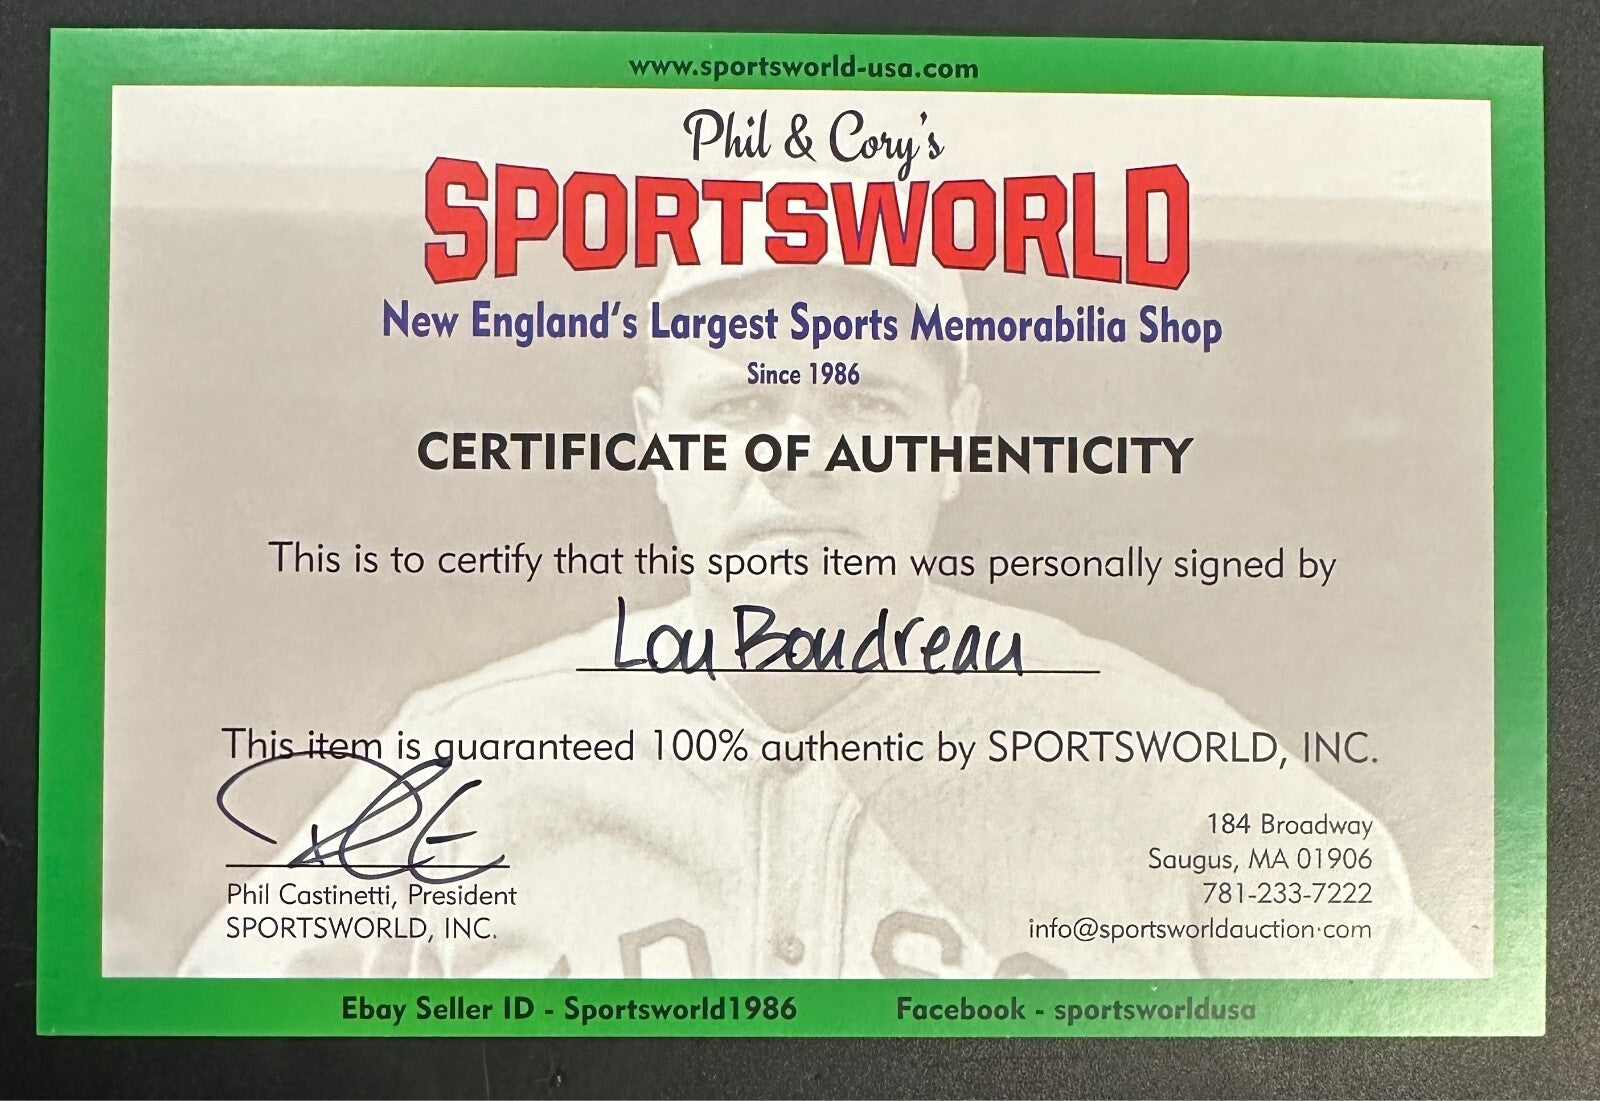 www.sportsworld-usa.com
Phil & Cory's
SPORTSWORLD
New England's Largest Sports Memorabilia Shop
Since 1986
CERTIFICATE OF AUTHENTICITY
This is to certify that this sports item was personally signed by
Lou Boudreau
This item is guaranteed 100% authentic by SPORTSWORLD, INC.
Phil Castinetti, President
SPORTSWORLD, INC.
184 Broadway
Saugus, MA 01906
781-233-7222
info@sportsworldauction·com
Ebay Seller ID - Sportsworld1986
Facebook - sportsworldusa